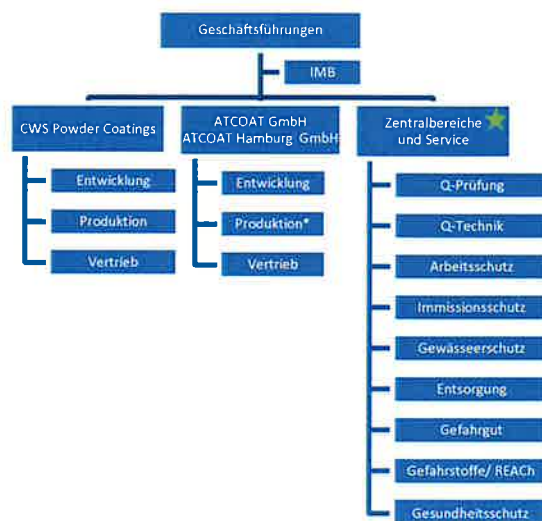 Geschäftsführungen
IMB
CWS Powder Coatings
Entwicklung
Produktion
Vertrieb
ATCOAT GmbH
ATCOAT Hamburg GmbH
Entwicklung
Produktion*
Vertrieb
Zentralbereiche
und Service
Q-Prüfung
Q-Technik
Arbeitsschutz
Immissionsschutz
Gewässerschutz
Entsorgung
Gefahrgut
Gefahrstoffe/ REACh
Gesundheitsschutz